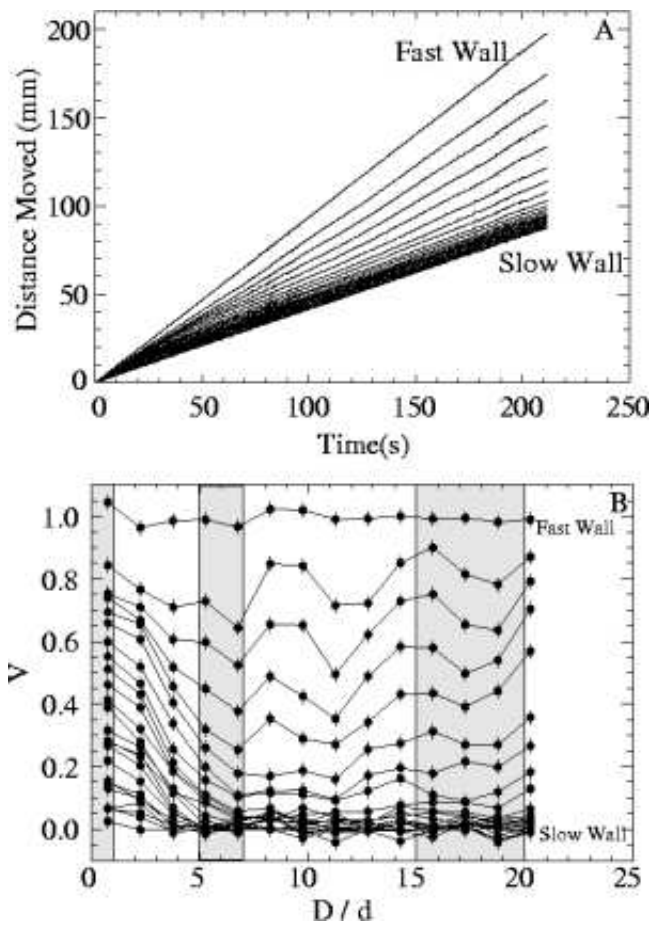 200
A
Fast Wall
150
Distance Moved (mm)
100
Slow Wall
50
0
0 50 100 150 200 250
Time(s)
B
1.0
Fast Wall
0.8
0.6
V
0.4
0.2
0.0
Slow Wall
0 5 10 15 20 25
D / d